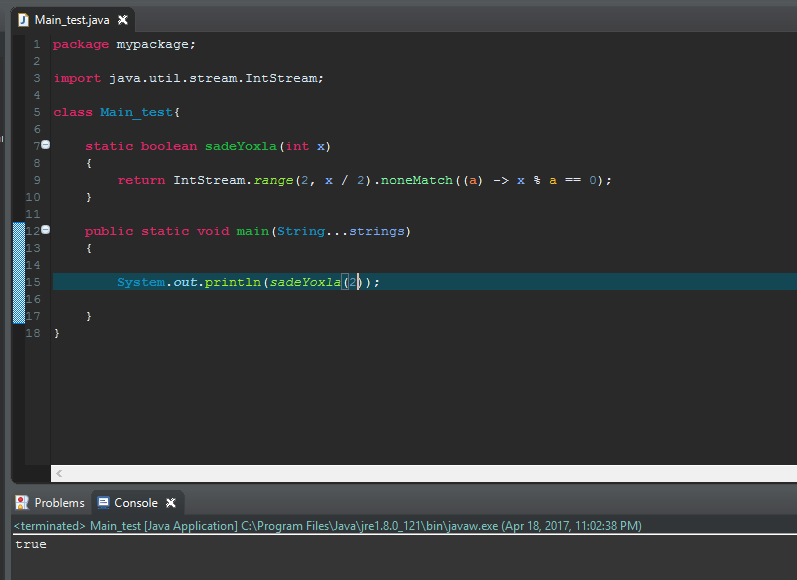 Main_test.java
1 package mypackage;
2
3 import java.util.stream.IntStream;
4
5 class Main_test{
6
7 static boolean sadeYoxla(int x)
8 {
9 return IntStream.range(2, x / 2).noneMatch((a) -> x % a == 0);
10 }
11
12 public static void main(String...strings)
13 {
14
15 System.out.println(sadeYoxla(2));
16
17 }
18 }
Problems Console
<terminated> Main_test [Java Application] C:\Program Files\Java\jre1.8.0_121\bin\javaw.exe (Apr 18, 2017, 11:02:38 PM)
true